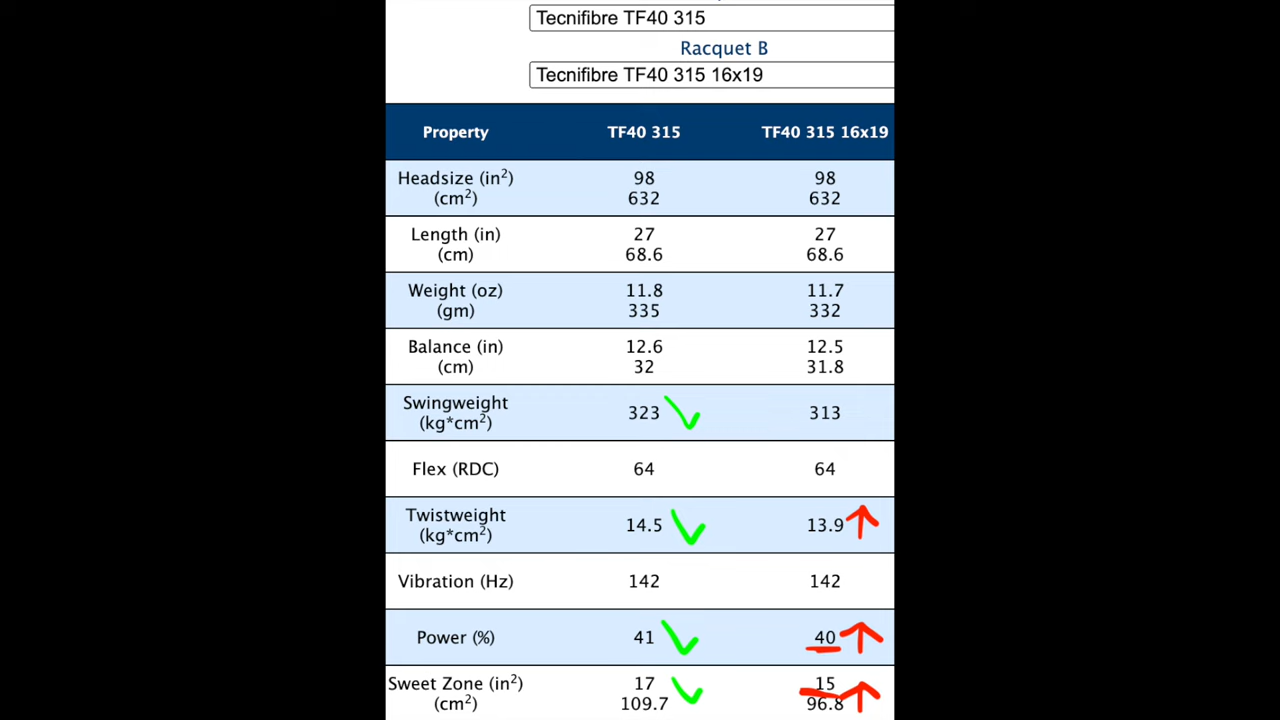 Tecnifibre TF40 315
Racquet B
Tecnifibre TF40 315 16x19
Property TF40 315 TF40 315 16x19
Headsize (in²) 98 98
(cm²) 632 632
Length (in) 27 27
(cm) 68.6 68.6
Weight (oz) 11.8 11.7
(gm) 335 332
Balance (in) 12.6 12.5
(cm) 32 31.8
Swingweight
(kg*cm²) 323 313
Flex (RDC) 64 64
Twistweight
(kg*cm²) 14.5 13.9
Vibration (Hz) 142 142
Power (%) 41 40
Sweet Zone (in²) 17 15
(cm²) 109.7 96.8